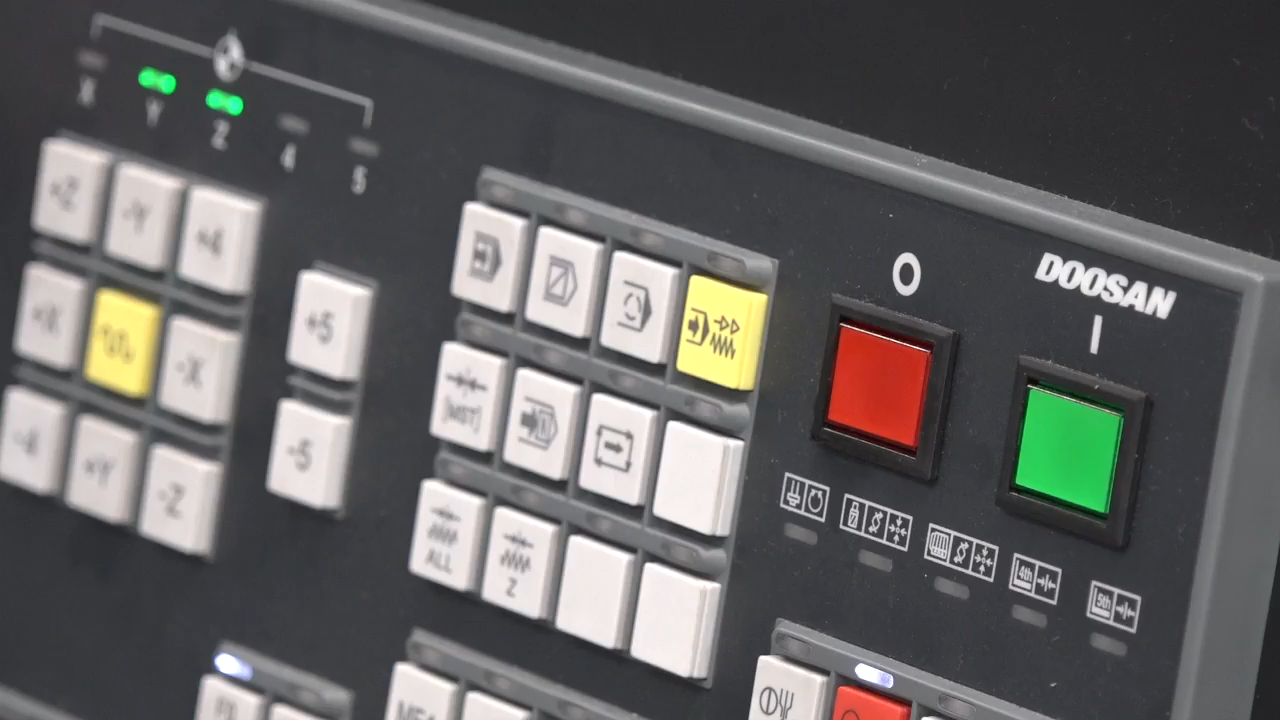 X Y Z 4 5
+Z -Y +4
+X -X
-4 +Y -Z
+5
-5
[MST]
ALL
Z
O
DOOSAN
I
4th
5th